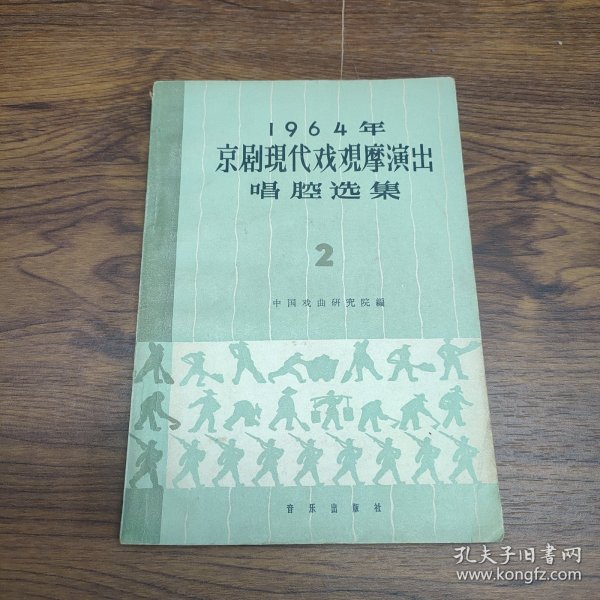 1964年
京剧現代戏观摩演出
唱腔选集
2
中国戏曲研究院編
音乐出版社
孔夫子旧书网
www.kongfz.com